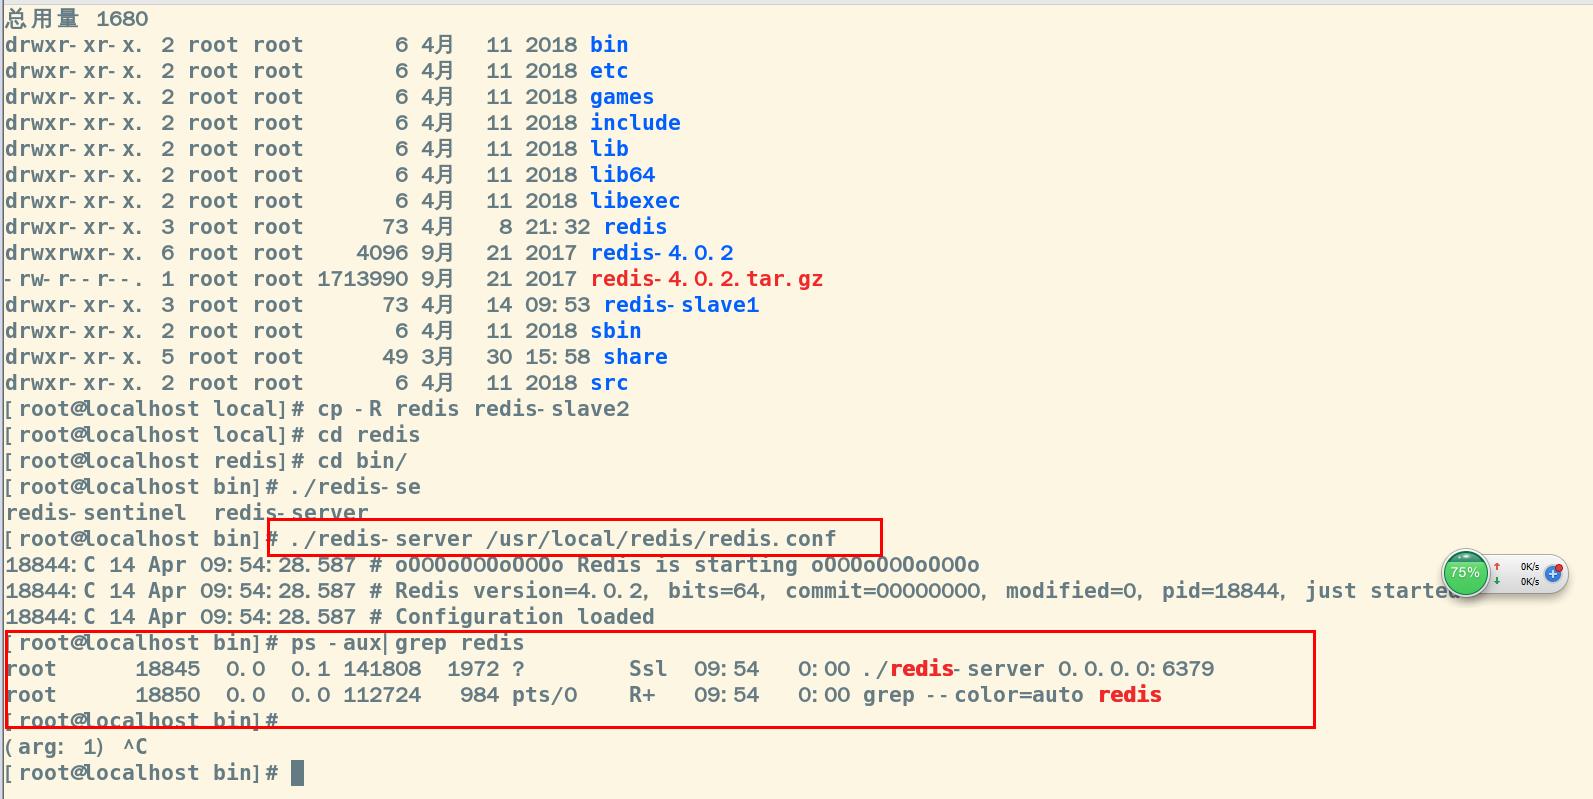 总用量 1680
drwxr-xr-x. 2 root root       6 4月  11 2018 bin
drwxr-xr-x. 2 root root       6 4月  11 2018 etc
drwxr-xr-x. 2 root root       6 4月  11 2018 games
drwxr-xr-x. 2 root root       6 4月  11 2018 include
drwxr-xr-x. 2 root root       6 4月  11 2018 lib
drwxr-xr-x. 2 root root       6 4月  11 2018 lib64
drwxr-xr-x. 2 root root       6 4月  11 2018 libexec
drwxr-xr-x. 3 root root      73 4月   8 21:32 redis
drwxrwxr-x. 6 root root    4096 9月  21 2017 redis-4.0.2
-rw-r--r--. 1 root root 1713990 9月  21 2017 redis-4.0.2.tar.gz
drwxr-xr-x. 3 root root      73 4月  14 09:53 redis-slave1
drwxr-xr-x. 2 root root       6 4月  11 2018 sbin
drwxr-xr-x. 5 root root      49 3月  30 15:58 share
drwxr-xr-x. 2 root root       6 4月  11 2018 src
[root@localhost local]# cp -R redis redis-slave2
[root@localhost local]# cd redis
[root@localhost redis]# cd bin/
[root@localhost bin]# ./redis-se
redis-sentinel  redis-server
[root@localhost bin]# ./redis-server /usr/local/redis/redis.conf
18844:C 14 Apr 09:54:28.587 # oO0OoO0OoO0Oo Redis is starting oO0OoO0OoO0Oo
18844:C 14 Apr 09:54:28.587 # Redis version=4.0.2, bits=64, commit=00000000, modified=0, pid=18844, just started
75%
0K/s
0K/s
18844:C 14 Apr 09:54:28.587 # Configuration loaded
[root@localhost bin]# ps -aux|grep redis
root      18845  0.0  0.1 141808  1972 ?        Ssl  09:54   0:00 ./redis-server 0.0.0.0:6379
root      18850  0.0  0.0 112724   984 pts/0    R+   09:54   0:00 grep --color=auto redis
[root@localhost bin]#
(arg: 1) ^C
[root@localhost bin]#